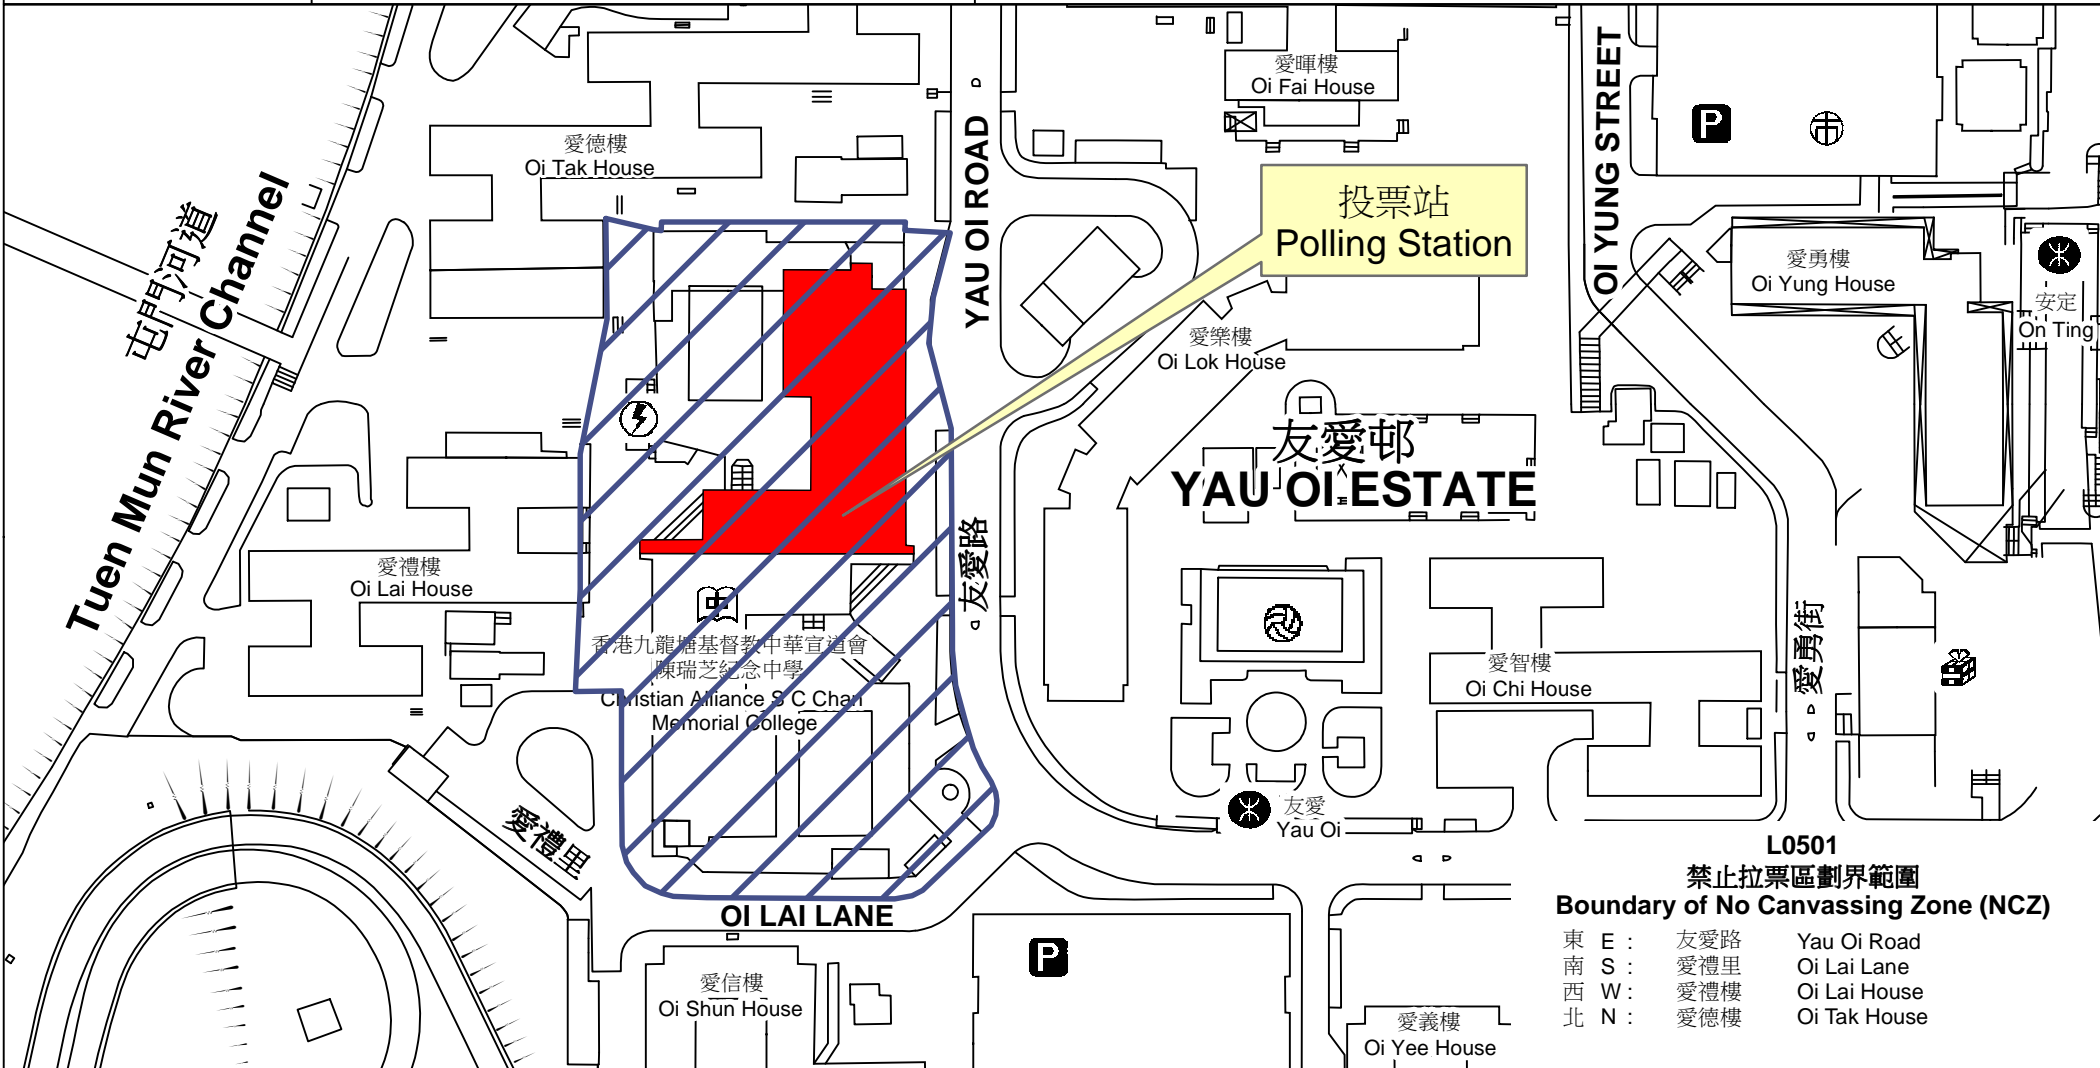 愛暉樓
Oi Fai House
愛德樓
Oi Tak House
YAU OI ROAD
OI YUNG STREET
P
投票站
Polling Station
屯門河道
Tuen Mun River Channel
愛勇樓
Oi Yung House
安定
On Ting
愛樂樓
Oi Lok House
友愛邨
YAU OI ESTATE
友愛路
愛禮樓
Oi Lai House
香港九龍塘基督教中華宣道會
陳瑞芝紀念中學
Christian Alliance S C Chan
Memorial College
愛智樓
Oi Chi House
愛勇街
友愛
Yau Oi
愛禮里
OI LAI LANE
P
愛信樓
Oi Shun House
愛義樓
Oi Yee House
L0501
禁止拉票區劃界範圍
Boundary of No Canvassing Zone (NCZ)
東 E : 友愛路 Yau Oi Road
南 S : 愛禮里 Oi Lai Lane
西 W : 愛禮樓 Oi Lai House
北 N : 愛德樓 Oi Tak House